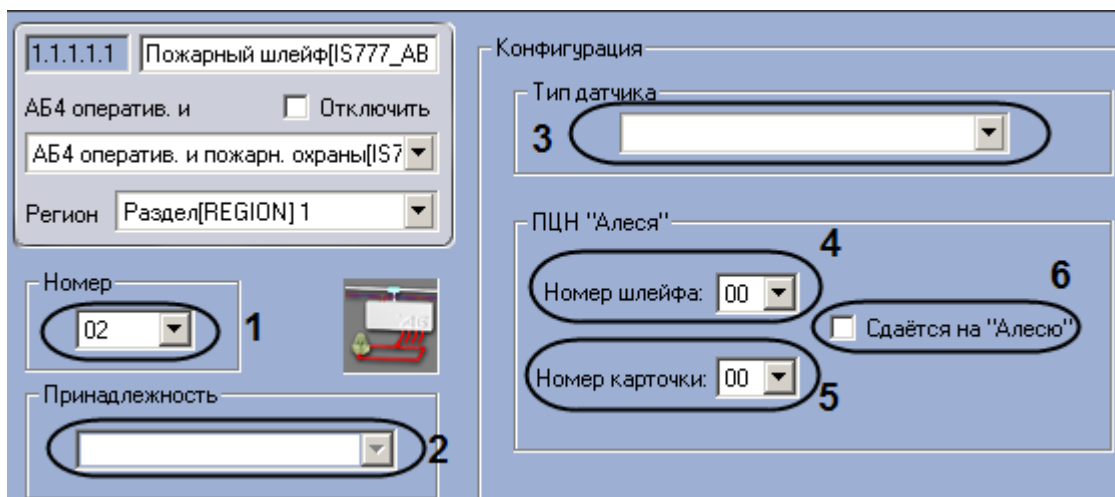 1.1.1.1.1 Пожарный шлейф[IS777_AB
АБ4 оператив. и Отключить
АБ4 оператив. и пожарн. охраны[IS7
Регион Раздел[REGION] 1
Номер
02 1
Принадлежность
2
Конфигурация
Тип датчика
3
ПЦН "Алеся"
4
Номер шлейфа: 00
6
Сдаётся на "Алесю"
Номер карточки: 00
5